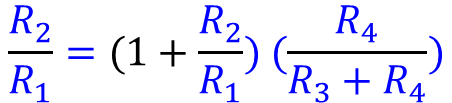 R₂/R₁ = (1 + R₂/R₁) (R₄/(R₃ + R₄))